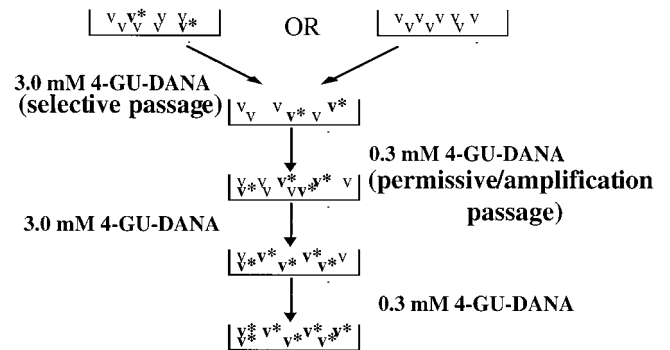 v v v* v v v v v*
OR
v v v v v v v
3.0 mM 4-GU-DANA
(selective passage)
v v v v* v v*
0.3 mM 4-GU-DANA
(permissive/amplification
passage)
v v* v v v* v v* v* v
3.0 mM 4-GU-DANA
v v* v* v* v* v* v
0.3 mM 4-GU-DANA
v* v* v* v* v* v* v*